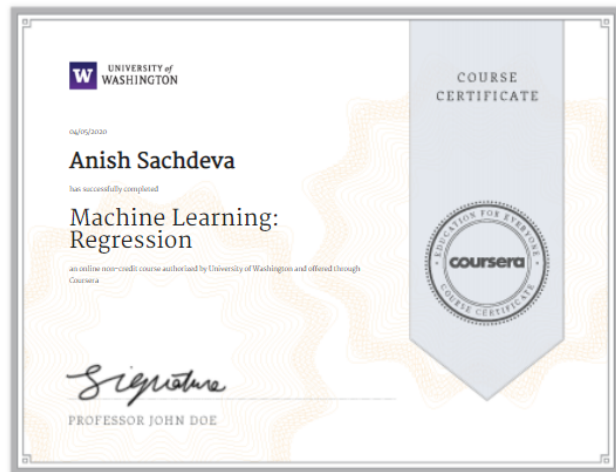 W UNIVERSITY of
WASHINGTON
COURSE
CERTIFICATE
04/05/2020
Anish Sachdeva
has successfully completed
Machine Learning:
Regression
an online non-credit course authorized by University of Washington and offered through
Coursera
EDUCATION FOR EVERYONE
coursera
COURSE CERTIFICATE
Signature
PROFESSOR JOHN DOE